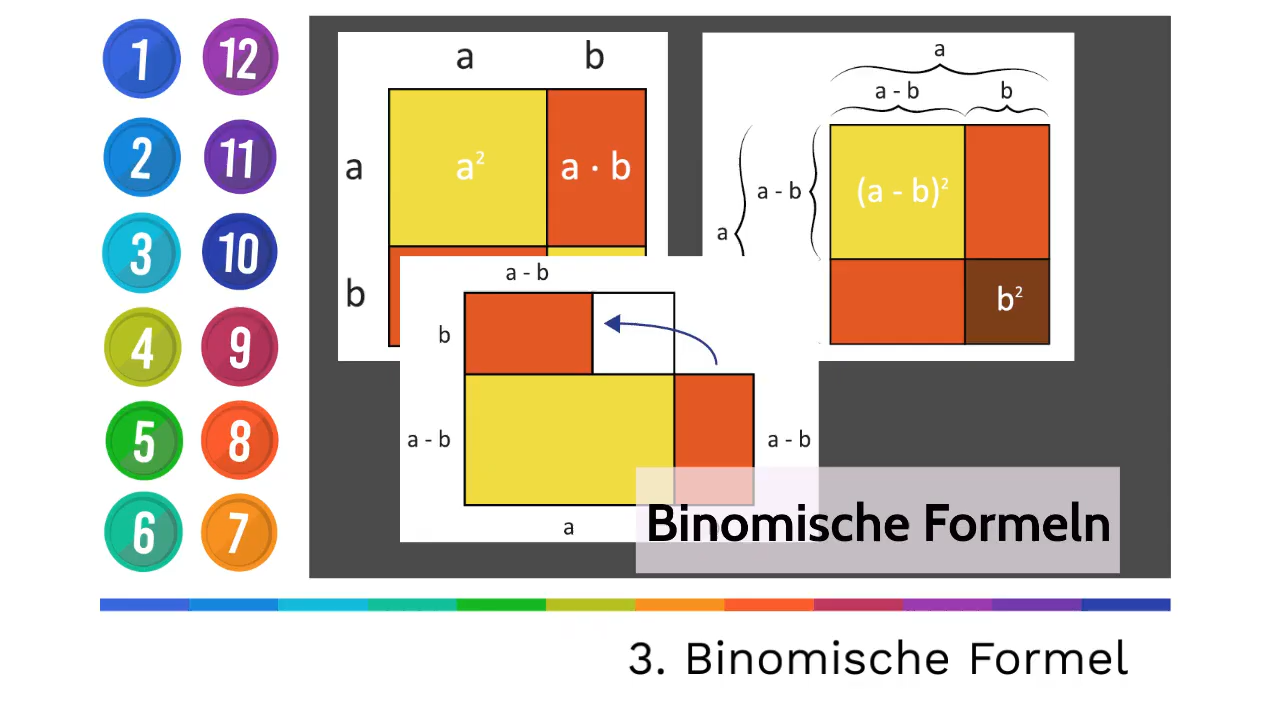 1 12
2 11
3 10
4 9
5 8
6 7
a b
a
a² a · b
b
a
a - b b
a - b
(a - b)²
a
b²
a - b
b
a - b
a - b
a
Binomische Formeln
3. Binomische Formel